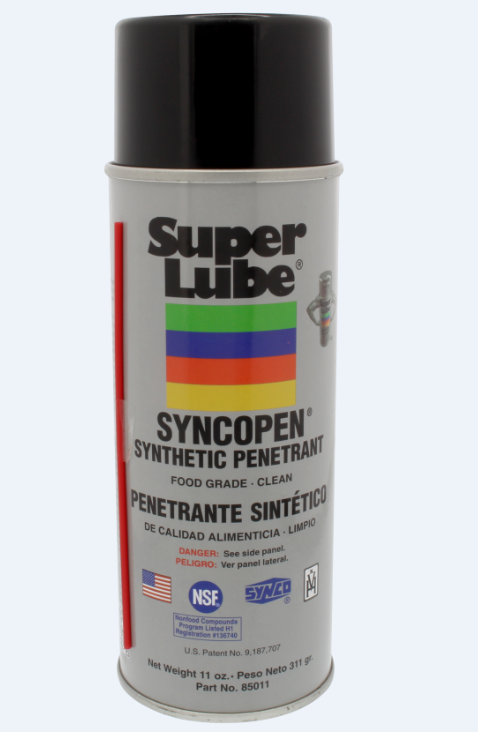 Super
Lube®
SYNCOPEN®
SYNTHETIC PENETRANT
FOOD GRADE - CLEAN
PENETRANTE SINTÉTICO
DE CALIDAD ALIMENTICIA - LIMPIO
DANGER: See side panel.
PELIGRO: Ver panel lateral.
NSF®
SYNCO®
Nonfood Compounds
Program Listed H1
Registration #136740
U.S. Patent No. 9,187,707
Net Weight 11 oz. • Peso Neto 311 gr.
Part No. 85011